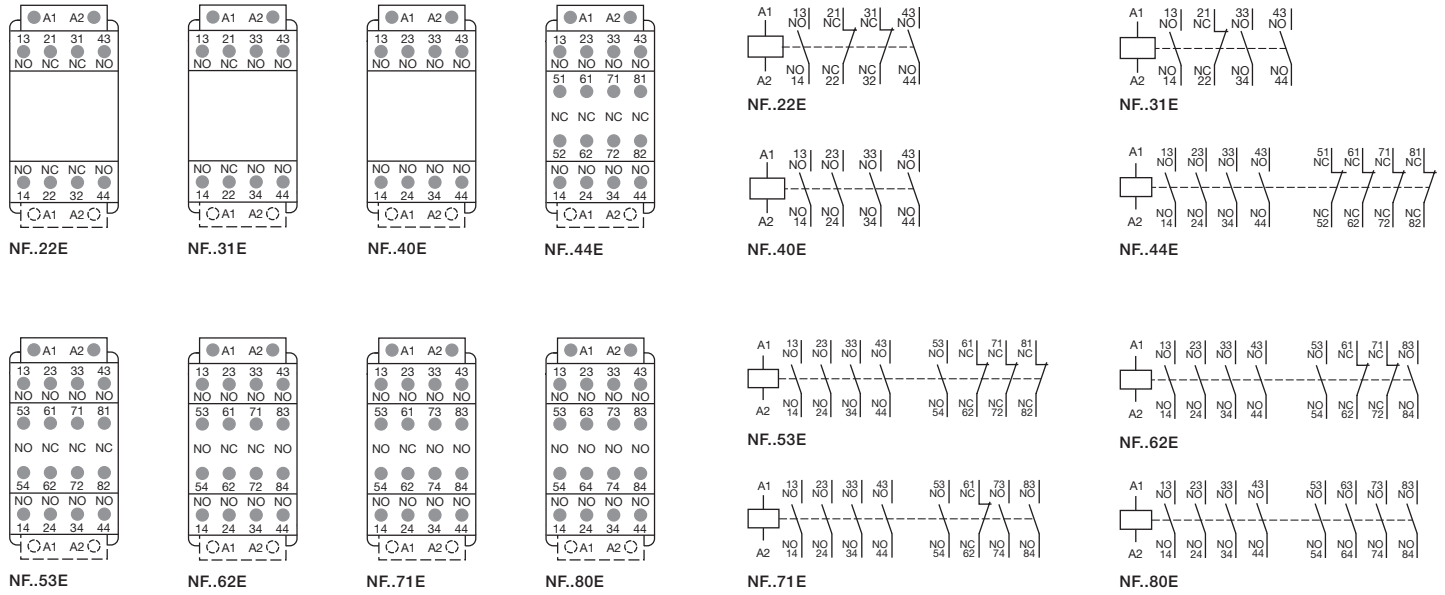 A1 A2
13 21 31 43
NO NC NC NO
NO NC NC NO
14 22 32 44
A1 A2
NF..22E
A1 A2
13 21 33 43
NO NC NO NO
NO NC NO NO
14 22 34 44
A1 A2
NF..31E
A1 A2
13 23 33 43
NO NO NO NO
NO NO NO NO
14 24 34 44
A1 A2
NF..40E
A1 A2
13 23 33 43
NO NO NO NO
51 61 71 81
NC NC NC NC
52 62 72 82
NO NO NO NO
14 24 34 44
A1 A2
NF..44E
A1 13 21 31 43
NO NC NC NO
NO NC NC NO
A2 14 22 32 44
NF..22E
A1 13 21 33 43
NO NC NO NO
NO NC NO NO
A2 14 22 34 44
NF..31E
A1 13 23 33 43
NO NO NO NO
NO NO NO NO
A2 14 24 34 44
NF..40E
A1 13 23 33 43 51 61 71 81
NO NO NO NO NC NC NC NC
NO NO NO NO NC NC NC NC
A2 14 24 34 44 52 62 72 82
NF..44E
A1 A2
13 23 33 43
NO NO NO NO
53 61 71 81
NO NC NC NC
54 62 72 82
NO NO NO NO
14 24 34 44
A1 A2
NF..53E
A1 A2
13 23 33 43
NO NO NO NO
53 61 71 83
NO NC NC NO
54 62 72 84
NO NO NO NO
14 24 34 44
A1 A2
NF..62E
A1 A2
13 23 33 43
NO NO NO NO
53 61 73 83
NO NC NO NO
54 62 74 84
NO NO NO NO
14 24 34 44
A1 A2
NF..71E
A1 A2
13 23 33 43
NO NO NO NO
53 63 73 83
NO NO NO NO
54 64 74 84
NO NO NO NO
14 24 34 44
A1 A2
NF..80E
A1 13 23 33 43 53 61 71 81
NO NO NO NO NO NC NC NC
NO NO NO NO NO NC NC NC
A2 14 24 34 44 54 62 72 82
NF..53E
A1 13 23 33 43 53 61 71 83
NO NO NO NO NO NC NC NO
NO NO NO NO NO NC NC NO
A2 14 24 34 44 54 62 72 84
NF..62E
A1 13 23 33 43 53 61 73 83
NO NO NO NO NO NC NO NO
NO NO NO NO NO NC NO NO
A2 14 24 34 44 54 62 74 84
NF..71E
A1 13 23 33 43 53 63 73 83
NO NO NO NO NO NO NO NO
NO NO NO NO NO NO NO NO
A2 14 24 34 44 54 64 74 84
NF..80E